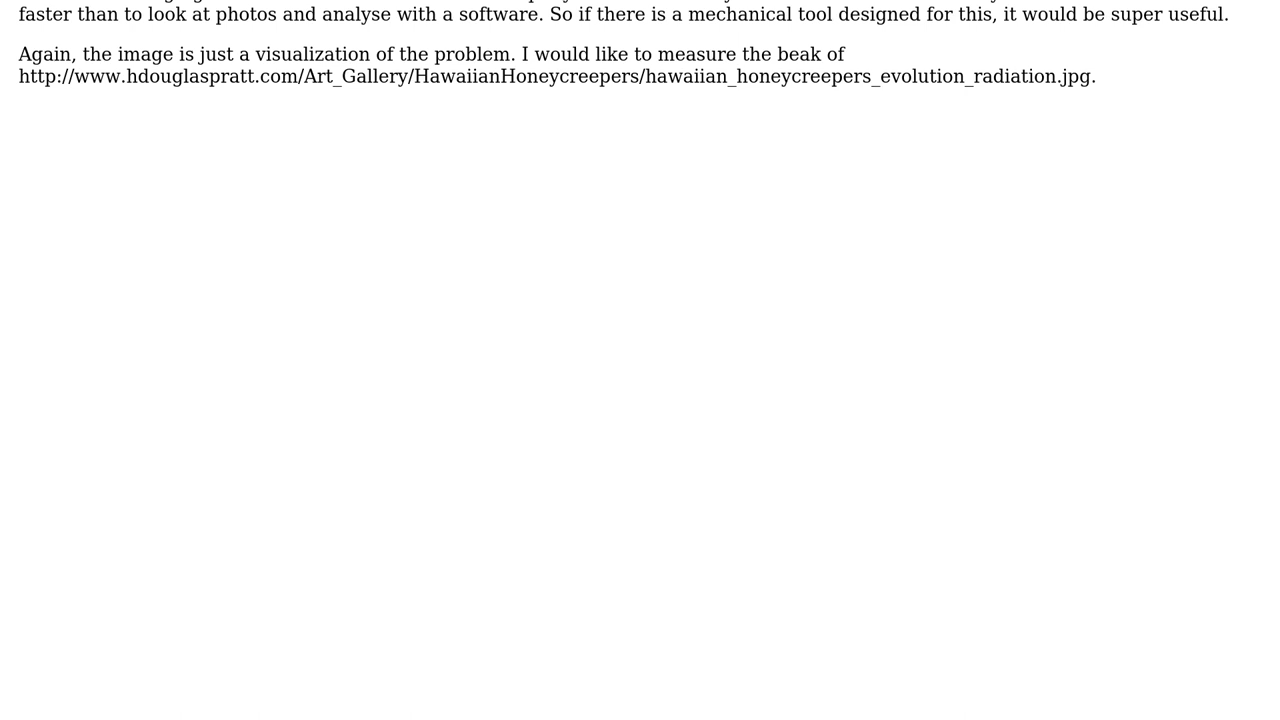 faster than to look at photos and analyse with a software. So if there is a mechanical tool designed for this, it would be super useful.
Again, the image is just a visualization of the problem. I would like to measure the beak of
http://www.hdouglaspratt.com/Art_Gallery/HawaiianHoneycreepers/hawaiian_honeycreepers_evolution_radiation.jpg.